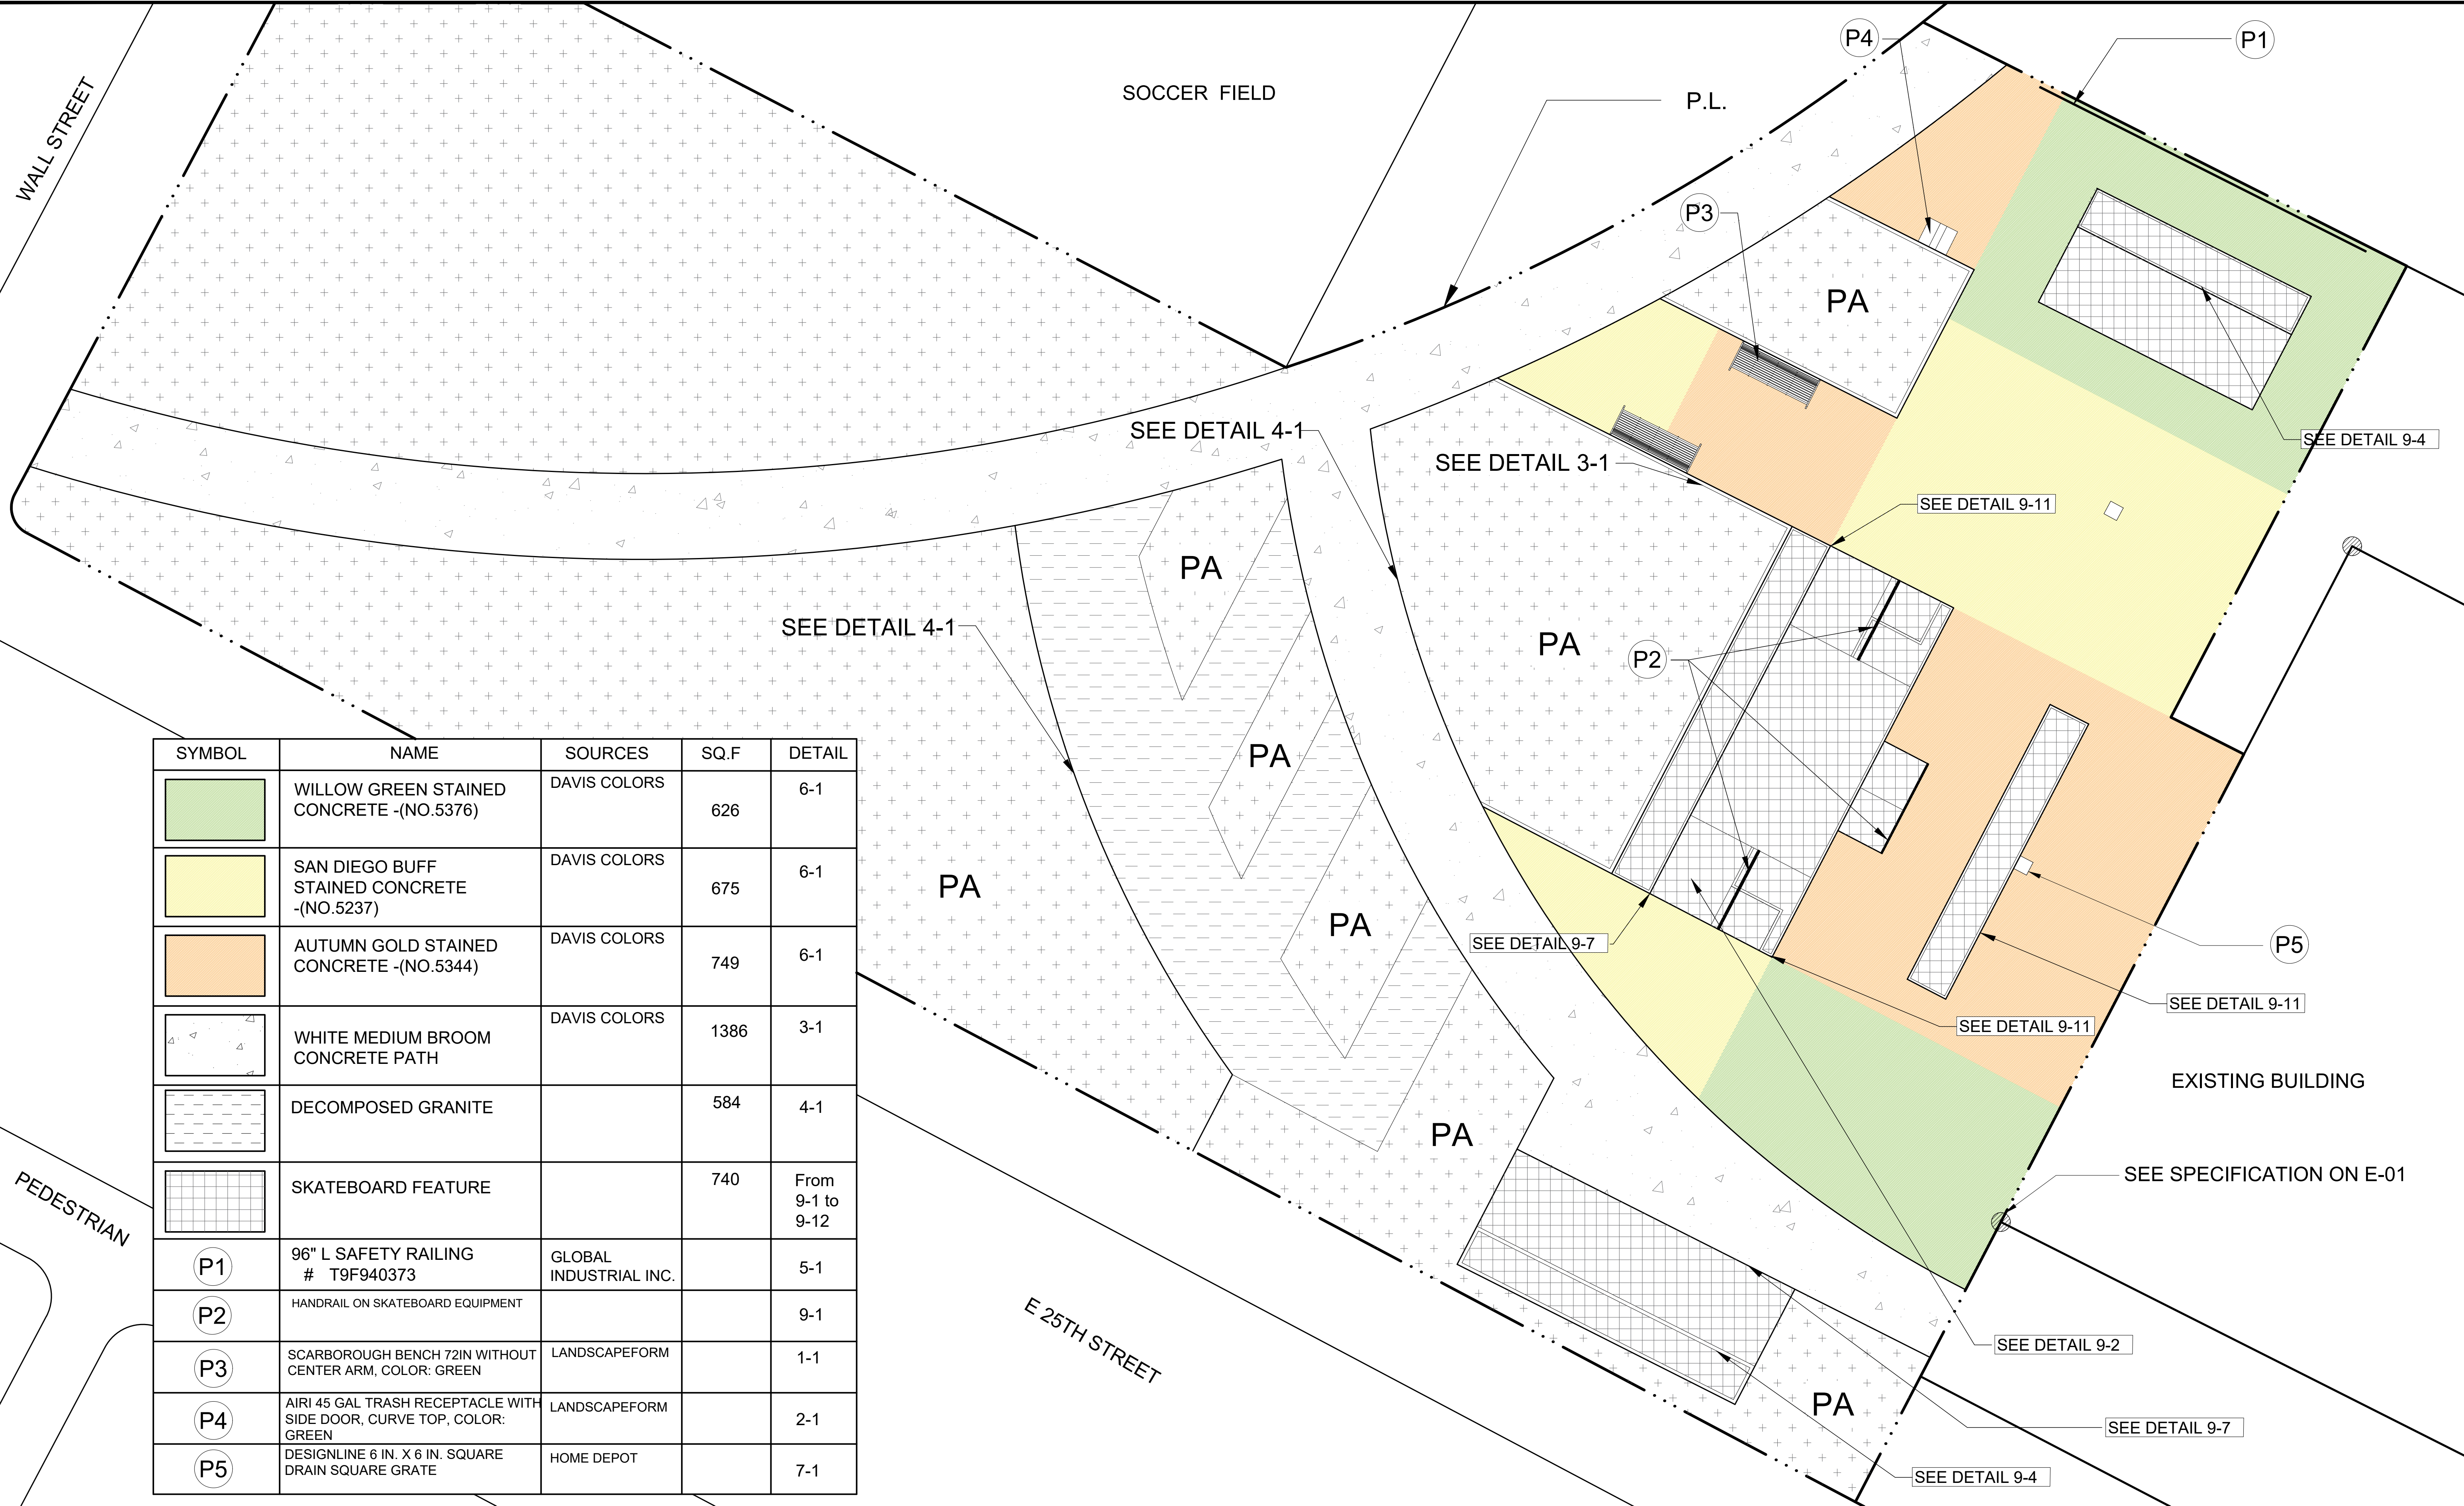 P4
P1
SOCCER FIELD
P.L.
WALL STREET
P3
PA
SEE DETAIL 4-1
SEE DETAIL 9-4
SEE DETAIL 3-1
SEE DETAIL 9-11
PA
SEE DETAIL 4-1
PA
P2
PA
PA
PA
SEE DETAIL 9-7
P5
SEE DETAIL 9-11
SEE DETAIL 9-11
EXISTING BUILDING
PA
SEE SPECIFICATION ON E-01
PEDESTRIAN
E 25TH STREET
SEE DETAIL 9-2
PA
SEE DETAIL 9-7
SEE DETAIL 9-4
SYMBOL NAME SOURCES SQ.F DETAIL
WILLOW GREEN STAINED
CONCRETE -(NO.5376)
DAVIS COLORS
626
6-1
SAN DIEGO BUFF
STAINED CONCRETE
-(NO.5237)
DAVIS COLORS
675
6-1
AUTUMN GOLD STAINED
CONCRETE -(NO.5344)
DAVIS COLORS
749
6-1
WHITE MEDIUM BROOM
CONCRETE PATH
DAVIS COLORS
1386
3-1
DECOMPOSED GRANITE
584
4-1
SKATEBOARD FEATURE
740
From
9-1 to
9-12
P1
96" L SAFETY RAILING
# T9F940373
GLOBAL
INDUSTRIAL INC.
5-1
P2
HANDRAIL ON SKATEBOARD EQUIPMENT
9-1
P3
SCARBOROUGH BENCH 72IN WITHOUT
CENTER ARM, COLOR: GREEN
LANDSCAPEFORM
1-1
P4
AIRI 45 GAL TRASH RECEPTACLE WITH
SIDE DOOR, CURVE TOP, COLOR:
GREEN
LANDSCAPEFORM
2-1
P5
DESIGNLINE 6 IN. X 6 IN. SQUARE
DRAIN SQUARE GRATE
HOME DEPOT
7-1